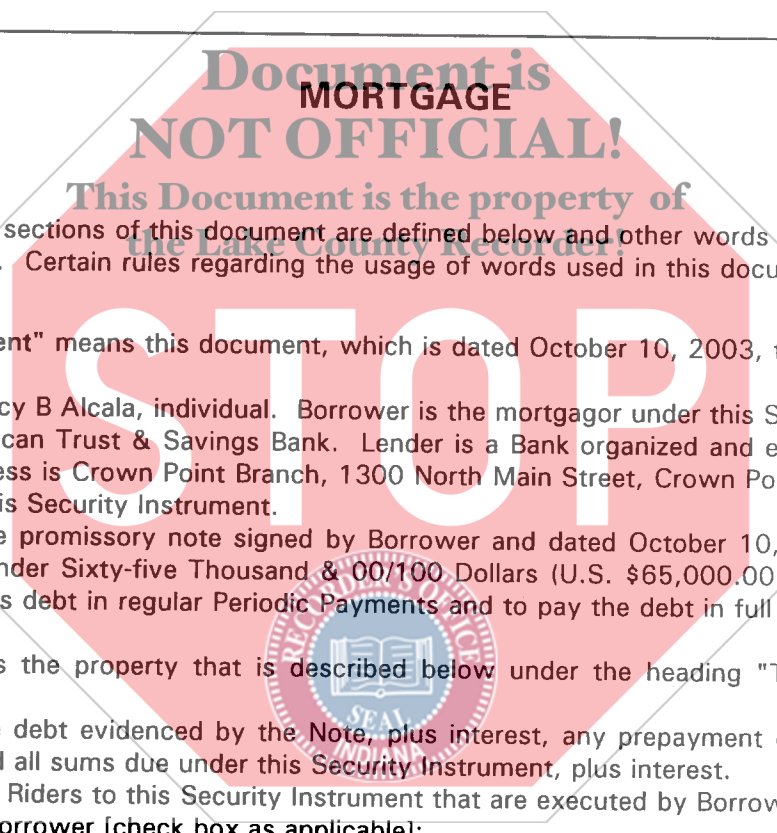 Document is
MORTGAGE
NOT OFFICIAL!
This Document is the property of
the Lake County Recorder!
sections of this document are defined below and other words
. Certain rules regarding the usage of words used in this docu
STOP
ent" means this document, which is dated October 10, 2003, t
cy B Alcala, individual. Borrower is the mortgagor under this S
can Trust & Savings Bank. Lender is a Bank organized and e
ess is Crown Point Branch, 1300 North Main Street, Crown Po
is Security Instrument.
e promissory note signed by Borrower and dated October 10,
nder Sixty-five Thousand & 00/100 Dollars (U.S. $65,000.00
s debt in regular Periodic Payments and to pay the debt in full
s the property that is described below under the heading "T
e debt evidenced by the Note, plus interest, any prepayment
d all sums due under this Security Instrument, plus interest.
Riders to this Security Instrument that are executed by Borrow
orrower [check box as applicable]:
RECORDING OFFICE
SEAL
INDIANA